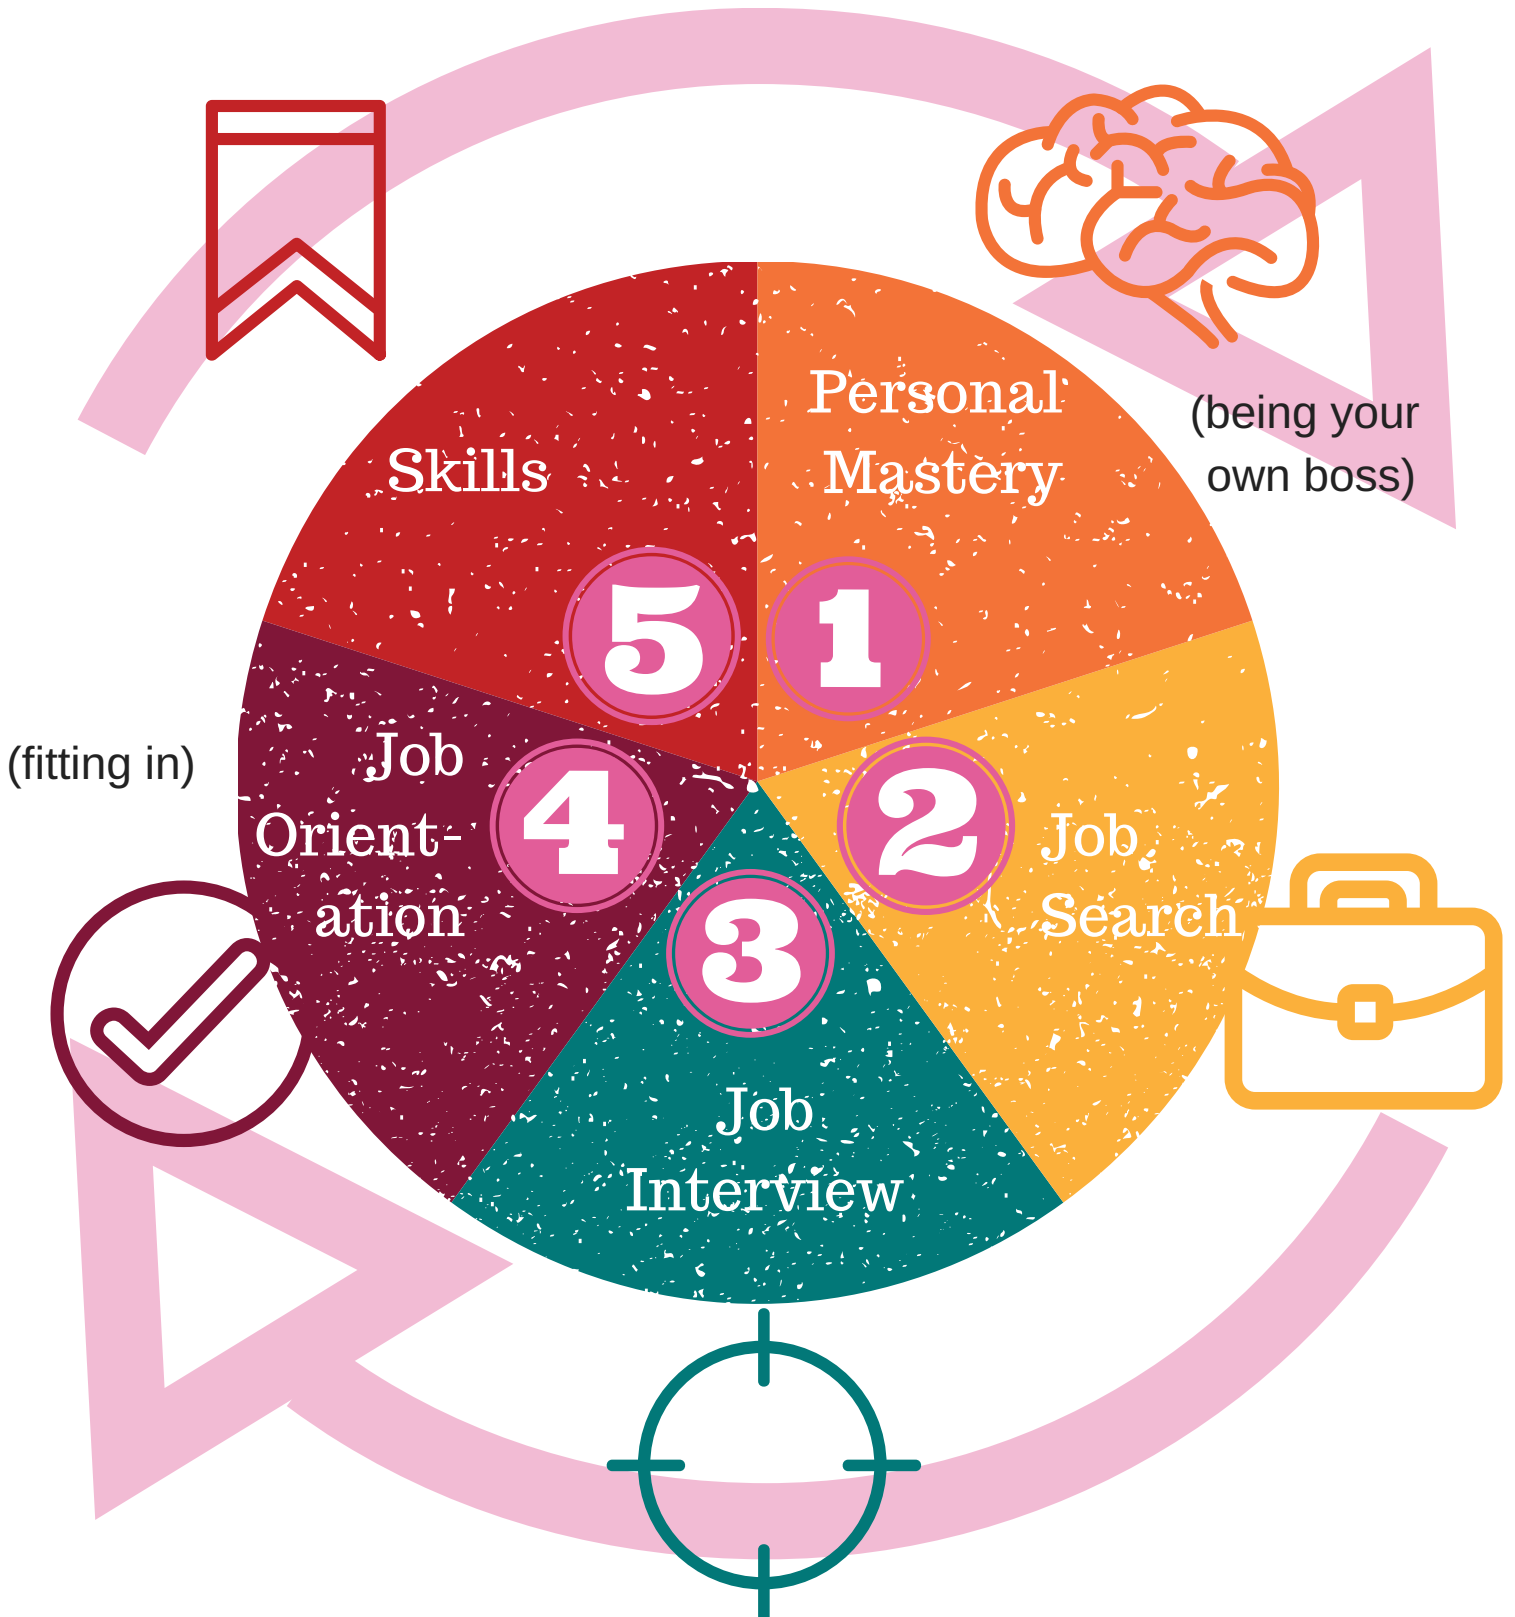 Personal
Mastery
(being your
own boss)
1
2
Job
Search
3
Job
Interview
4
Job
Orient-
ation
(fitting in)
5
Skills